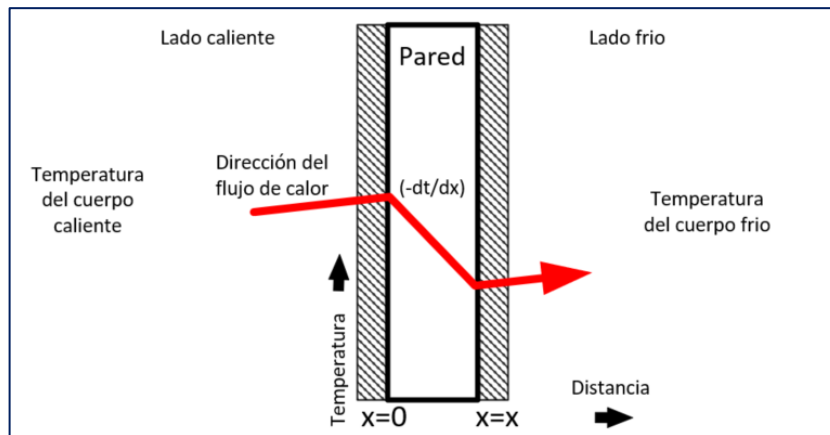 Lado caliente
Pared
Lado frio
Temperatura
del cuerpo
caliente
Dirección del
flujo de calor
(-dt/dx)
Temperatura
del cuerpo frio
Temperatura
Distancia
x=0
x=x